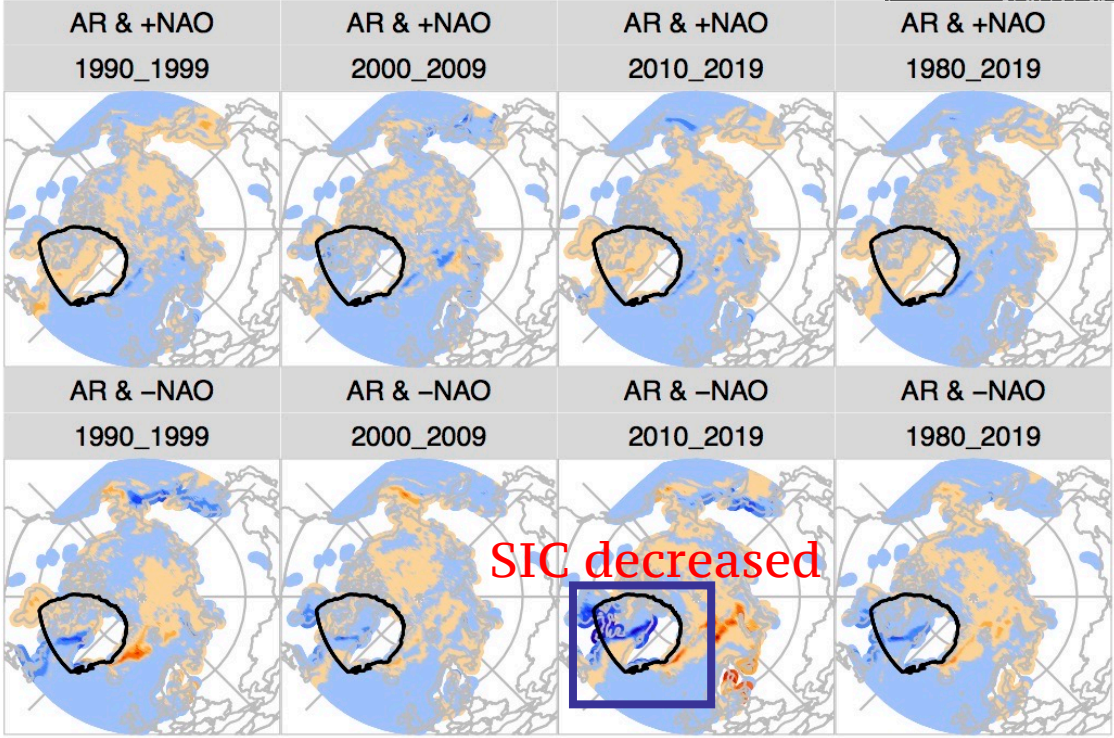 AR & +NAO AR & +NAO AR & +NAO AR & +NAO
1990_1999 2000_2009 2010_2019 1980_2019
AR & −NAO AR & −NAO AR & −NAO AR & −NAO
1990_1999 2000_2009 2010_2019 1980_2019
SIC decreased